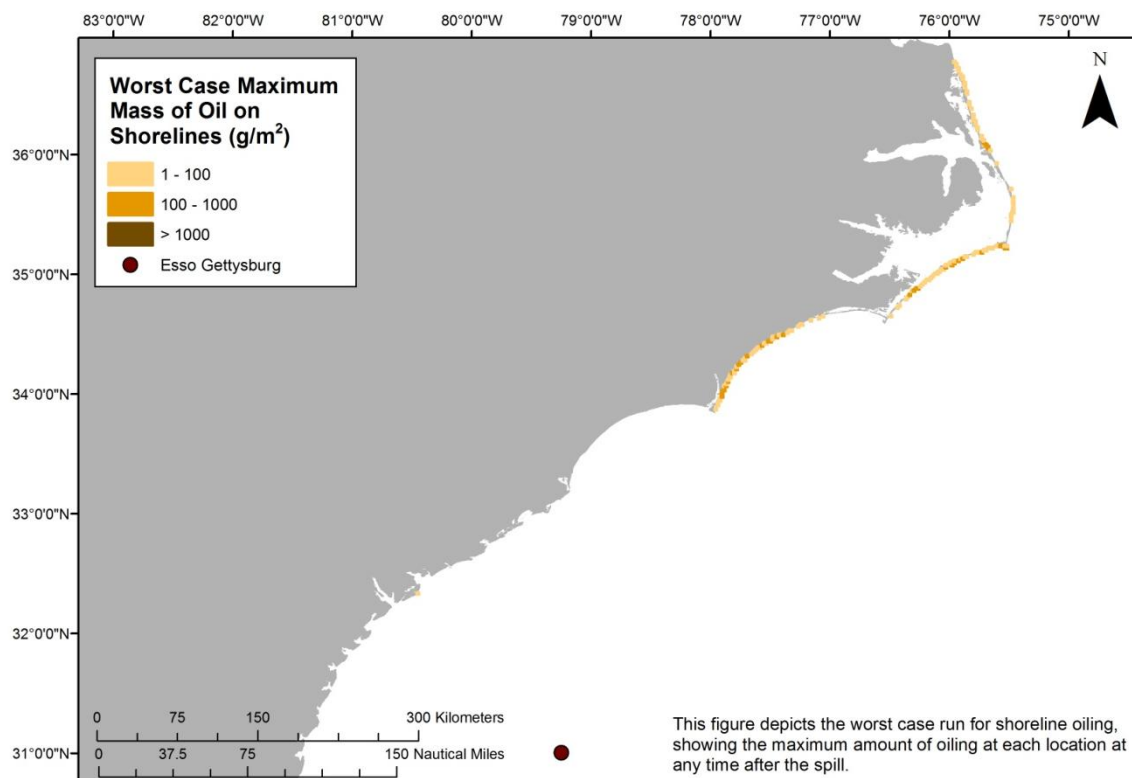 83°0'0"W 82°0'0"W 81°0'0"W 80°0'0"W 79°0'0"W 78°0'0"W 77°0'0"W 76°0'0"W 75°0'0"W
N
Worst Case Maximum
Mass of Oil on
Shorelines (g/m²)
1 - 100
100 - 1000
> 1000
Esso Gettysburg
36°0'0"N
35°0'0"N
34°0'0"N
33°0'0"N
32°0'0"N
31°0'0"N
0 75 150 300 Kilometers
0 37.5 75 150 Nautical Miles
This figure depicts the worst case run for shoreline oiling,
showing the maximum amount of oiling at each location at
any time after the spill.